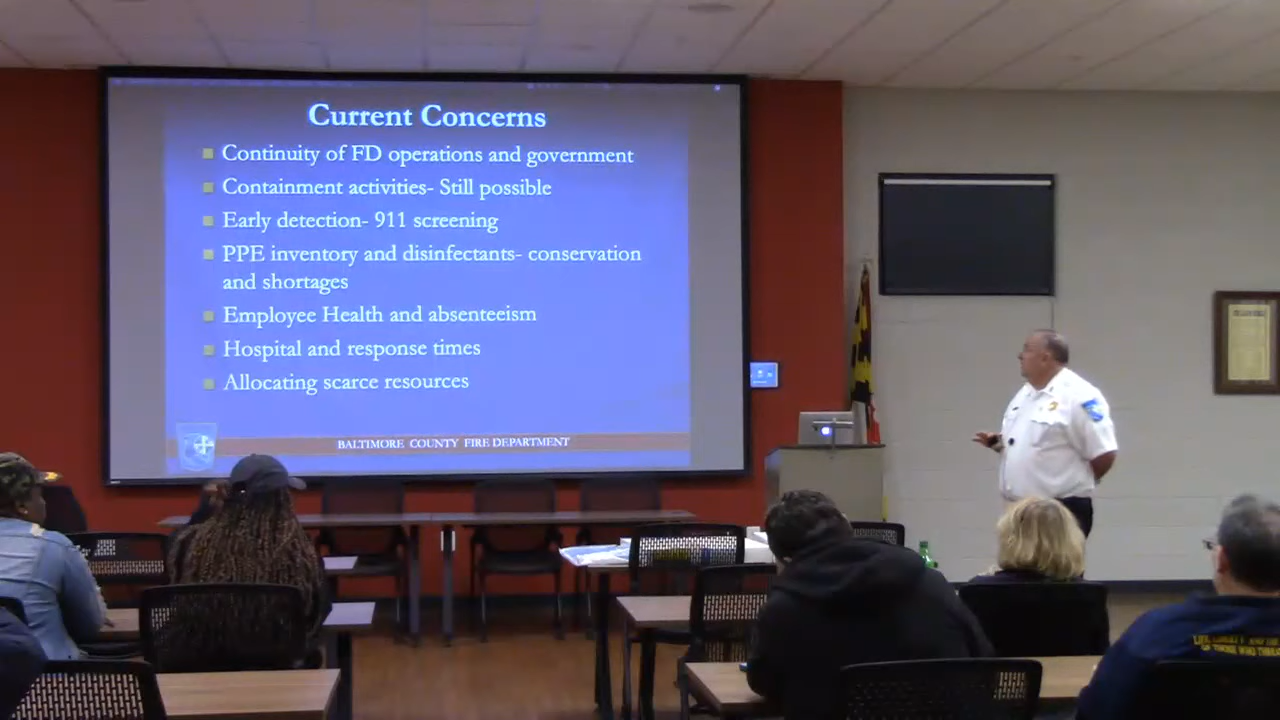 Current Concerns
Continuity of FD operations and government
Containment activities- Still possible
Early detection- 911 screening
PPE inventory and disinfectants- conservation
and shortages
Employee Health and absenteeism
Hospital and response times
Allocating scarce resources
BALTIMORE COUNTY FIRE DEPARTMENT